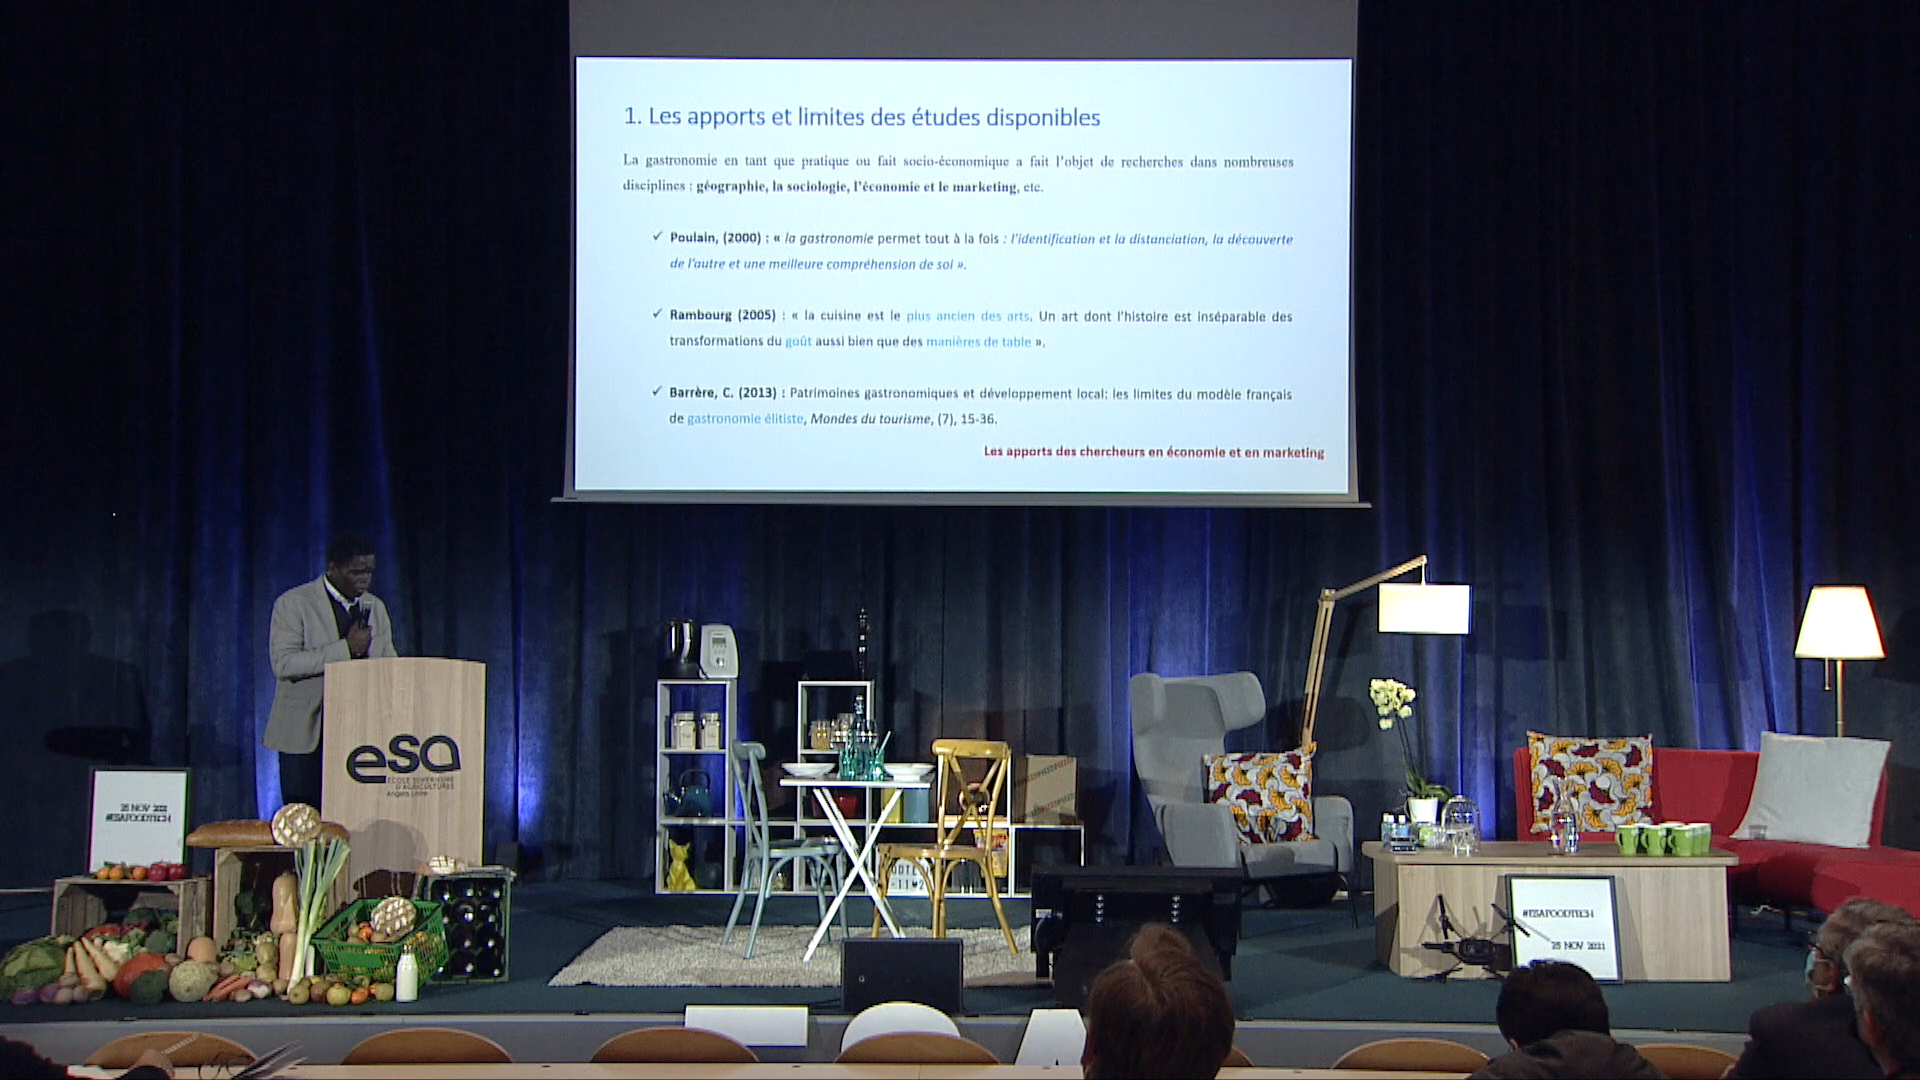 1. Les apports et limites des études disponibles
La gastronomie en tant que pratique ou fait socio-économique a fait l'objet de recherches dans nombreuses
disciplines : géographie, la sociologie, l'économie et le marketing, etc.
✓ Poulain, (2000) : « la gastronomie permet tout à la fois : l'identification et la distanciation, la découverte
de l'autre et une meilleure compréhension de soi ».
✓ Rambourg (2005) : « la cuisine est le plus ancien des arts. Un art dont l'histoire est inséparable des
transformations du goût aussi bien que des manières de table ».
✓ Barrère, C. (2013) : Patrimoines gastronomiques et développement local: les limites du modèle français
de gastronomie élitiste, Mondes du tourisme, (7), 15-36.
Les apports des chercheurs en économie et en marketing
esa
ÉCOLE SUPÉRIEURE
D'AGRICULTURES
Angers Loire
25 NOV 2021
#ESAFOODTECH
#ESAFOODTECH
25 NOV 2021